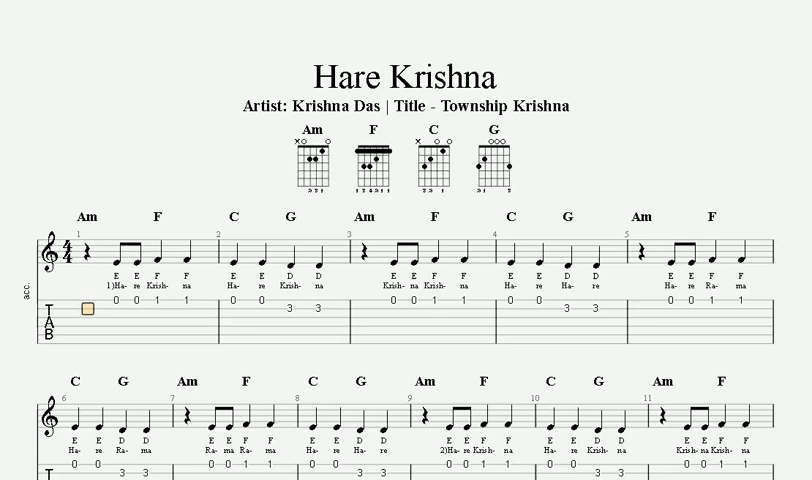 Hare Krishna
Artist: Krishna Das | Title - Township Krishna
Am F C G
Am F C G Am F C G Am F
1 2 3 4 5
4
4
E E F F E E D D E E F F E E D D E E F F
1)Ha- re Krish- na Ha- re Krish- na Krish- na Krish- na Ha- re Ha- re Ha- re Ra- ma
acc.
0 0 1 1 0 0 0 0 1 1 0 0 0 0 1 1
T 3 3 3 3
A
B
C G Am F C G Am F C G Am F
6 7 8 9 10 11
E E D D E E F F E E D D E E F F E E D D E E F F
Ha- re Ra- ma Ra- ma Ra- ma Ha- re Ha- re 2)Ha- re Krish- na Ha- re Krish- na Krish- na Krish- na
0 0 0 0 1 1 0 0 0 0 1 1 0 0 0 0 1 1
T 3 3 3 3 3 3